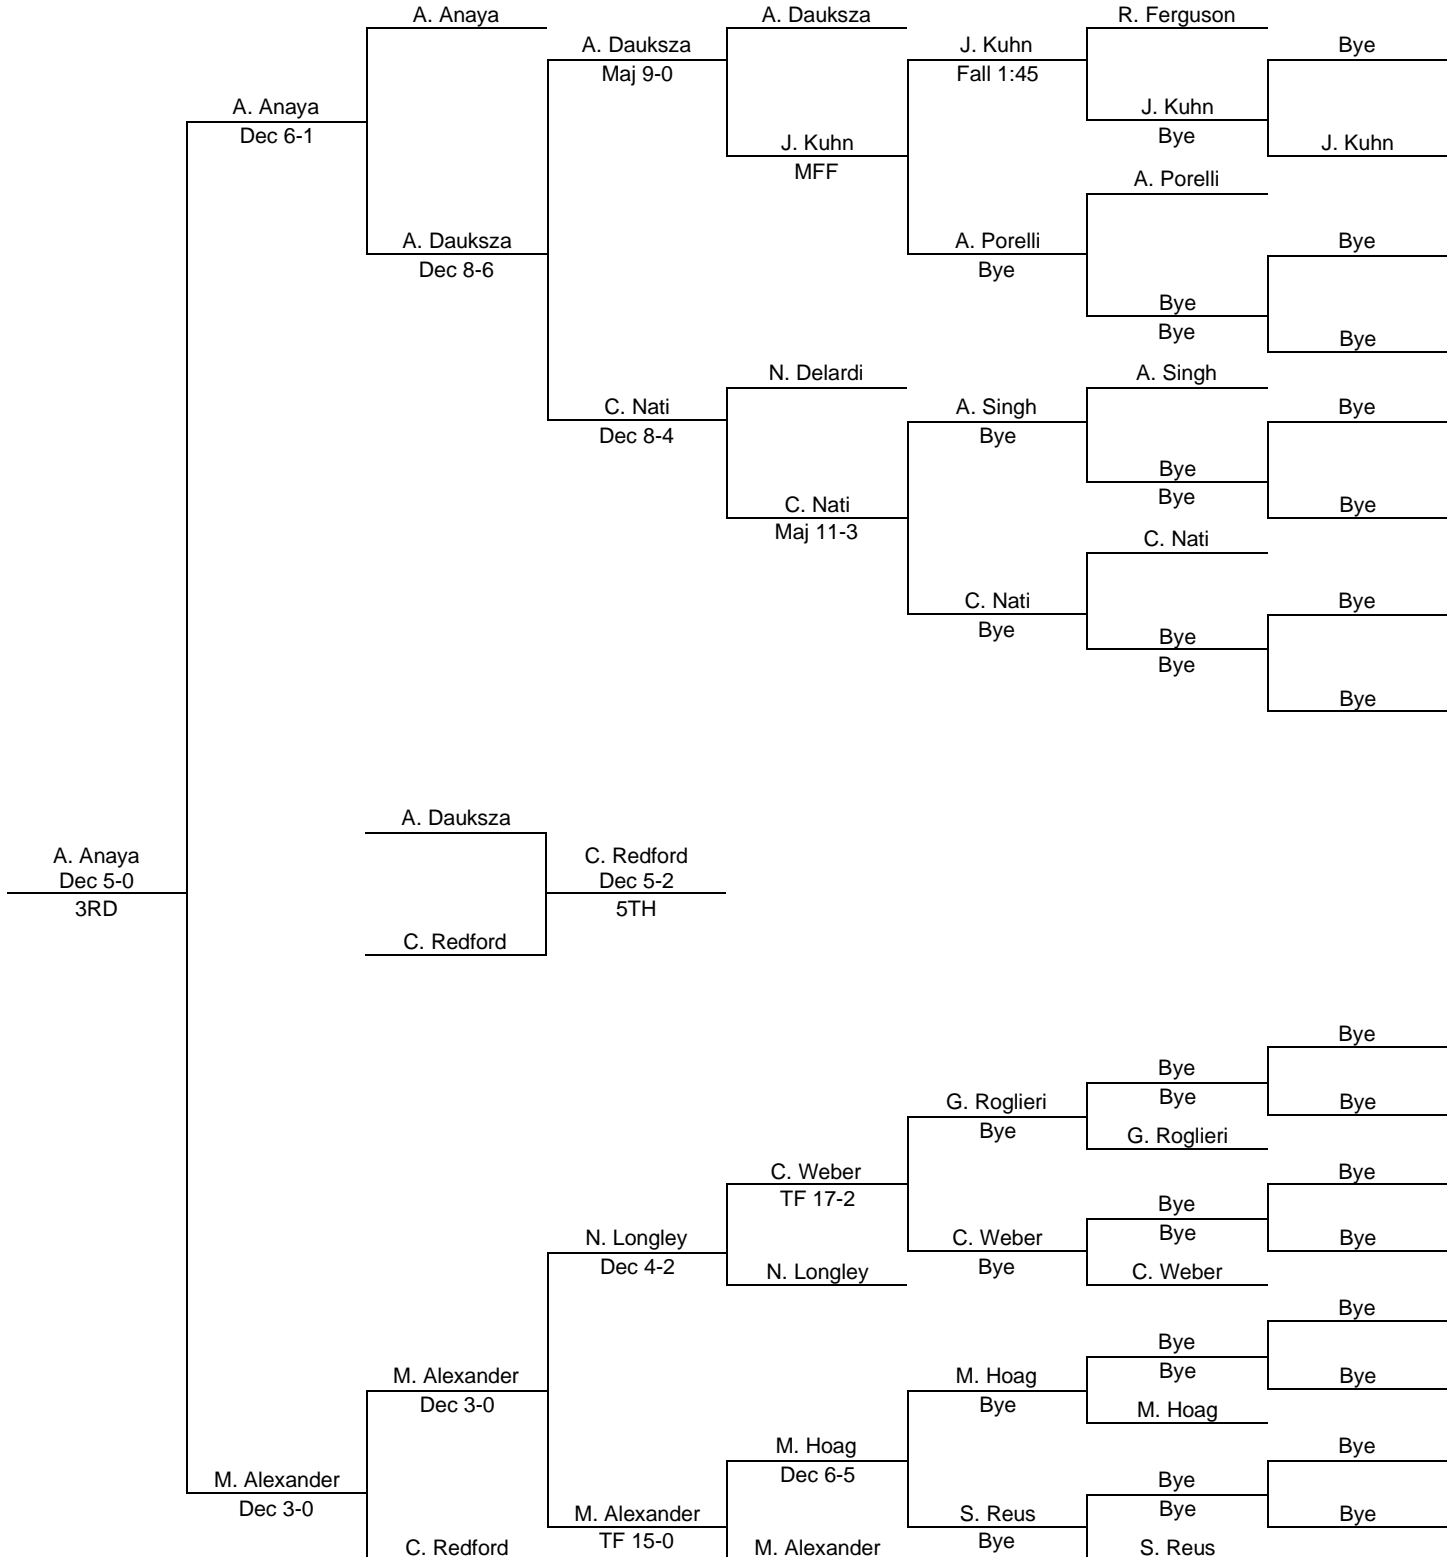 A. Anaya
A. Dauksza
R. Ferguson
A. Dauksza
Maj 9-0
J. Kuhn
Fall 1:45
Bye
A. Anaya
Dec 6-1
J. Kuhn
Bye
J. Kuhn
MFF
J. Kuhn
A. Porelli
A. Dauksza
Dec 8-6
A. Porelli
Bye
Bye
Bye
Bye
Bye
N. Delardi
A. Singh
C. Nati
Dec 8-4
A. Singh
Bye
Bye
Bye
Bye
C. Nati
Maj 11-3
Bye
C. Nati
C. Nati
Bye
Bye
Bye
Bye
Bye
A. Dauksza
A. Anaya
Dec 5-0
3RD
C. Redford
Dec 5-2
5TH
C. Redford
Bye
Bye
Bye
G. Roglieri
Bye
Bye
G. Roglieri
C. Weber
TF 17-2
Bye
Bye
Bye
N. Longley
Dec 4-2
C. Weber
Bye
Bye
N. Longley
C. Weber
Bye
Bye
Bye
M. Alexander
Dec 3-0
M. Hoag
Bye
Bye
M. Hoag
M. Hoag
Dec 6-5
Bye
M. Alexander
Dec 3-0
Bye
Bye
M. Alexander
TF 15-0
S. Reus
Bye
Bye
C. Redford
M. Alexander
S. Reus